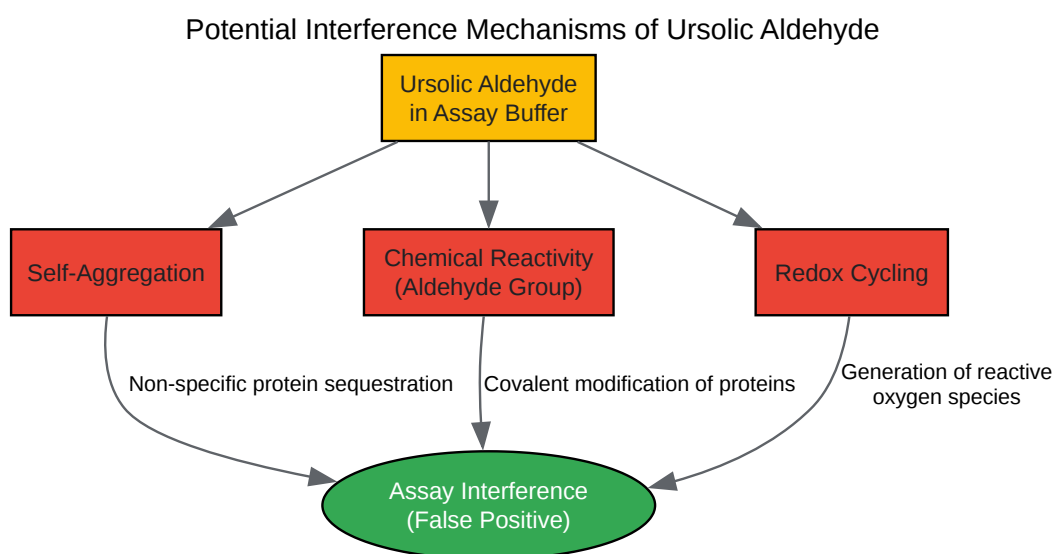 Potential Interference Mechanisms of Ursolic Aldehyde
Ursolic Aldehyde
in Assay Buffer
Self-Aggregation
Chemical Reactivity
(Aldehyde Group)
Redox Cycling
Non-specific protein sequestration
Covalent modification of proteins
Generation of reactive
oxygen species
Assay Interference
(False Positive)